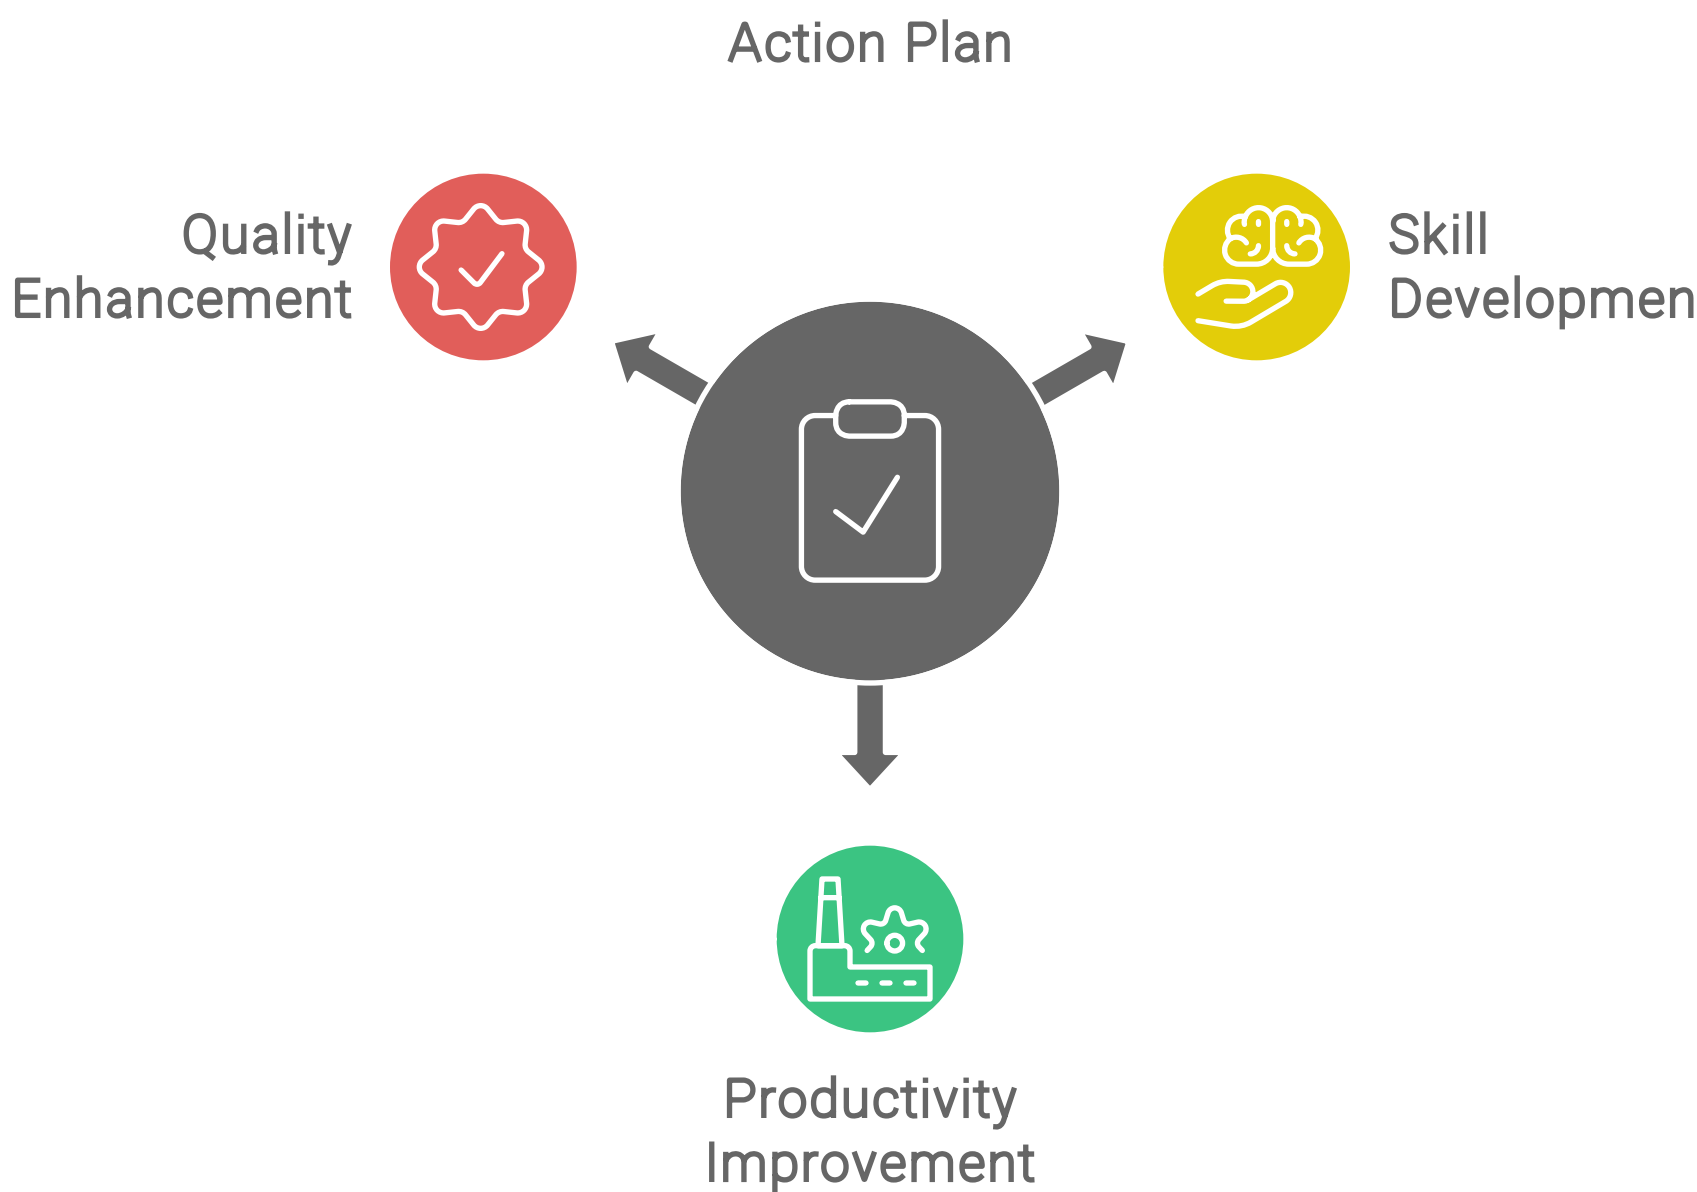 Action Plan
Quality
Enhancement
Skill
Developmen
Productivity
Improvement